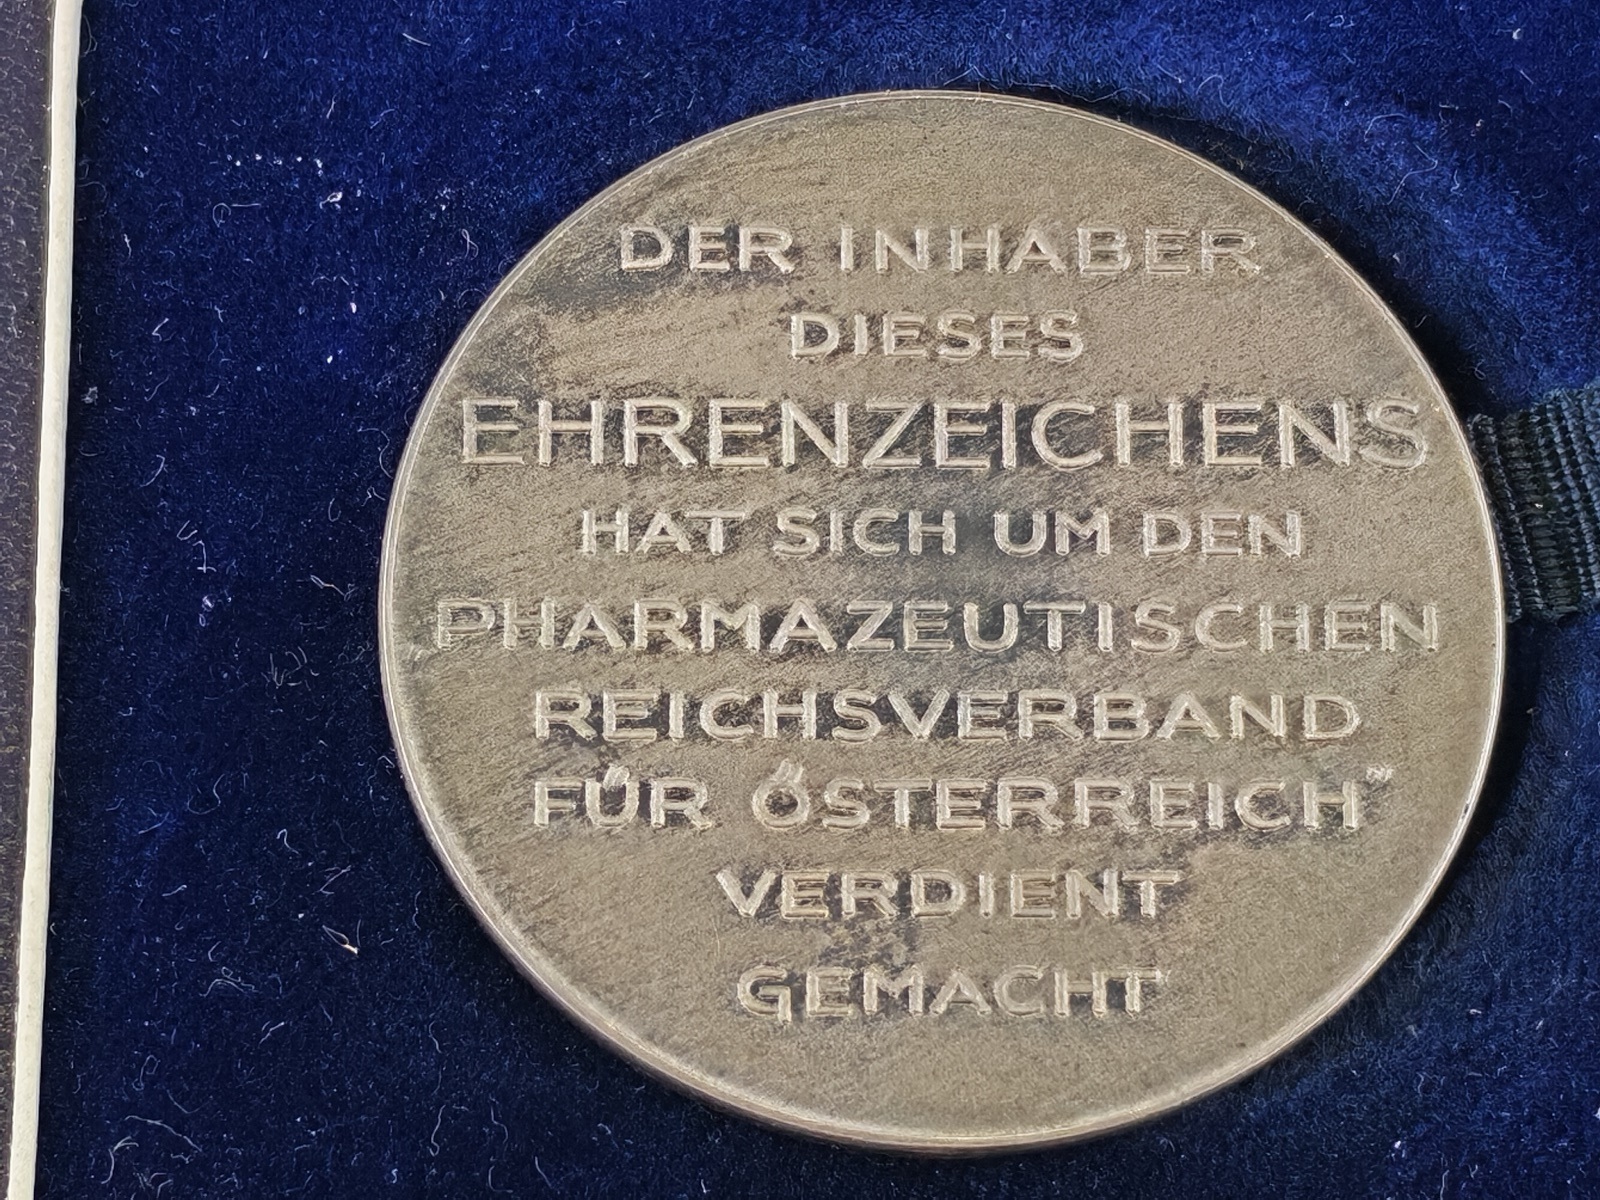 DER INHABER
DIESES
EHRENZEICHENS
HAT SICH UM DEN
PHARMAZEUTISCHEN
REICHSVERBAND
FÜR ÖSTERREICH"
VERDIENT
GEMACHT